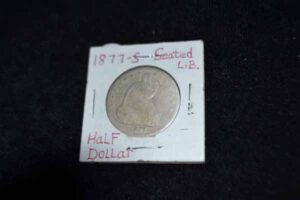 1877-S Seated
LiB.
HaLF
Dollar